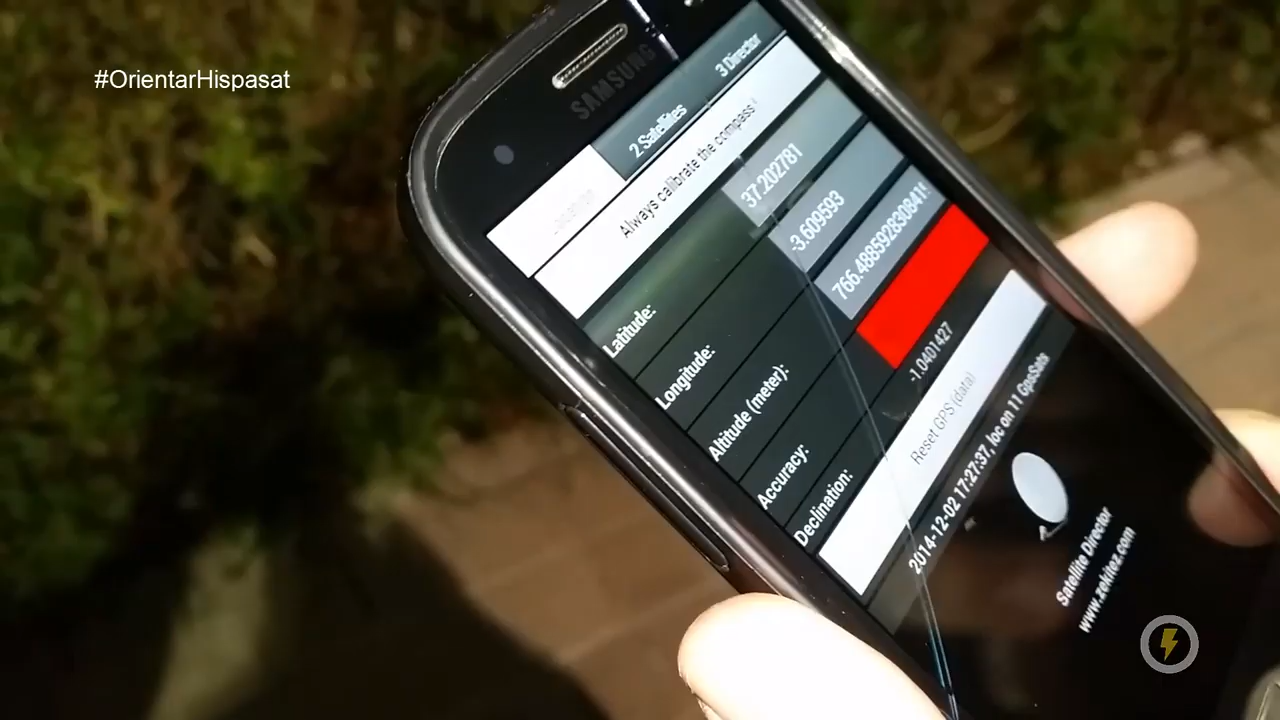 #OrientarHispasat
SAMSUNG
2 Satellites
3 Director
Always calibrate the compass !
Latitude: 37.202781
Longitude: -3.609593
Altitude (meter): 766.488592830841
Accuracy:
Declination: -1.0401427
Reset GPS (data)
2014-12-02 17:27:37, loc on 11 GpsSats
Satellite Director
www.zekitez.com